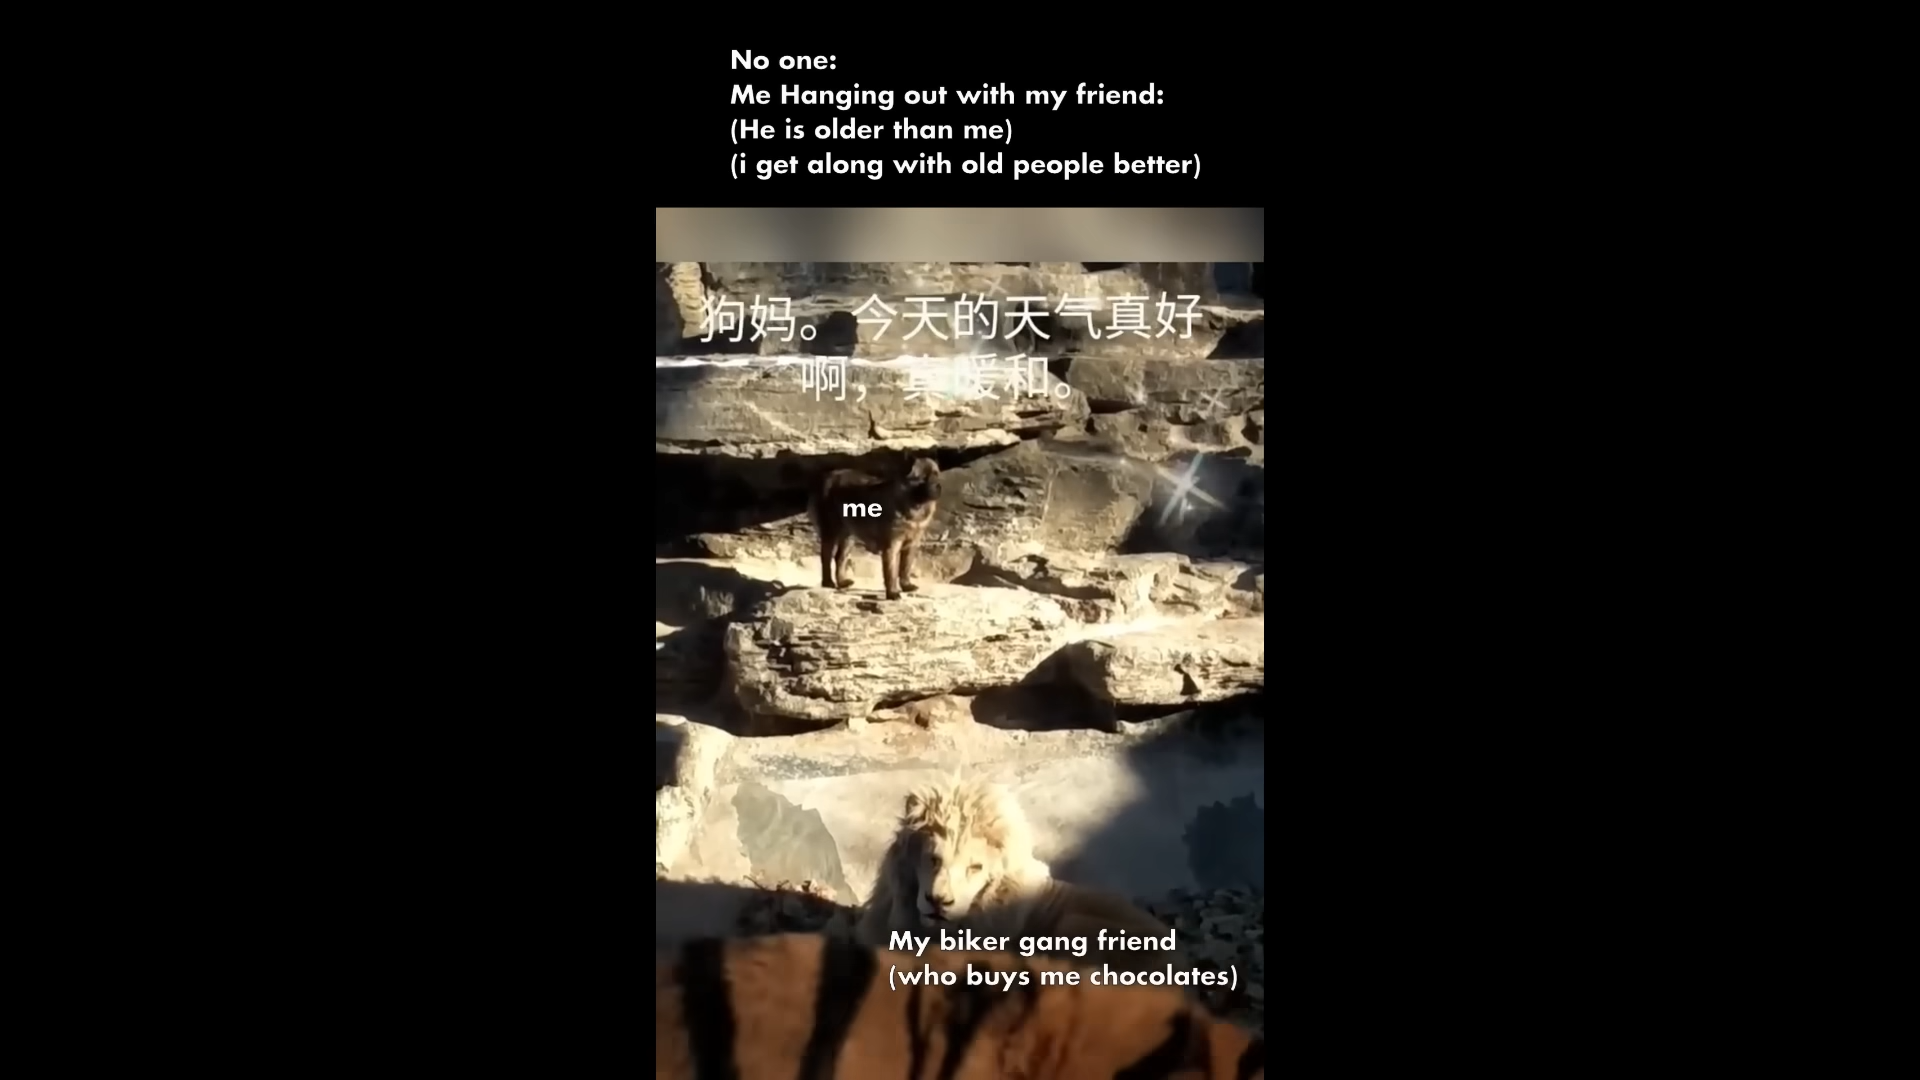 No one:
Me Hanging out with my friend:
(He is older than me)
(i get along with old people better)
狗妈。今天的天气真好
啊，真暖和。
me
My biker gang friend
(who buys me chocolates)